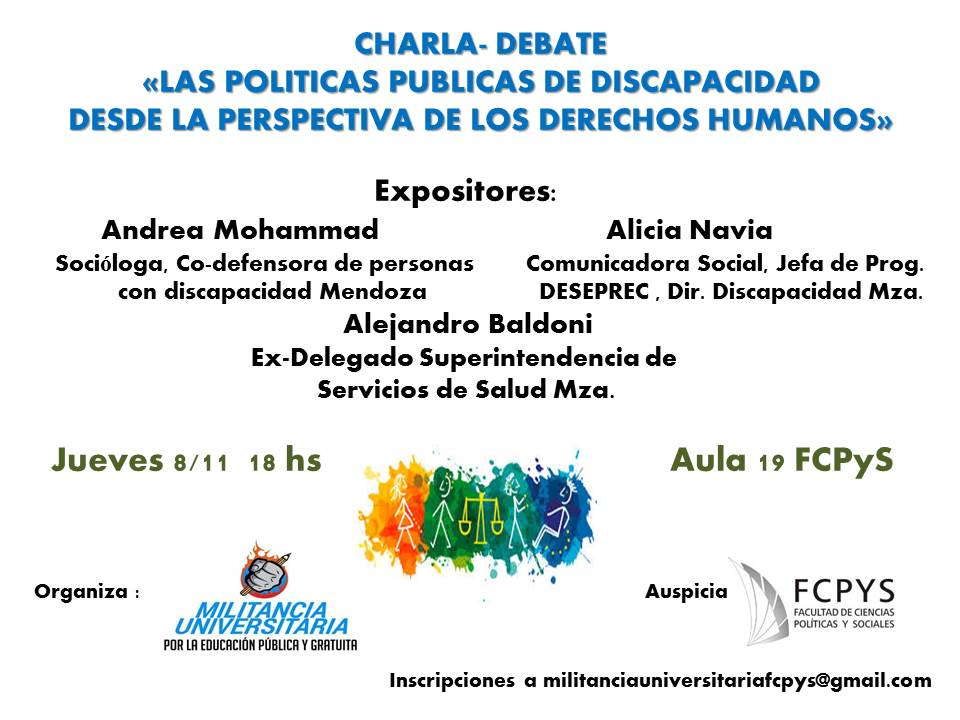 CHARLA- DEBATE
«LAS POLITICAS PUBLICAS DE DISCAPACIDAD
DESDE LA PERSPECTIVA DE LOS DERECHOS HUMANOS»
Expositores:
Andrea Mohammad
Socióloga, Co-defensora de personas
con discapacidad Mendoza
Alicia Navia
Comunicadora Social, Jefa de Prog.
DESEPREC , Dir. Discapacidad Mza.
Alejandro Baldoni
Ex-Delegado Superintendencia de
Servicios de Salud Mza.
Jueves 8/11 18 hs
Aula 19 FCPyS
Organiza :
MILITANCIA
UNIVERSITARIA
POR LA EDUCACIÓN PÚBLICA Y GRATUITA
Auspicia
FCPYS
FACULTAD DE CIENCIAS
POLÍTICAS Y SOCIALES
Inscripciones a militanciauniversitariafcpys@gmail.com